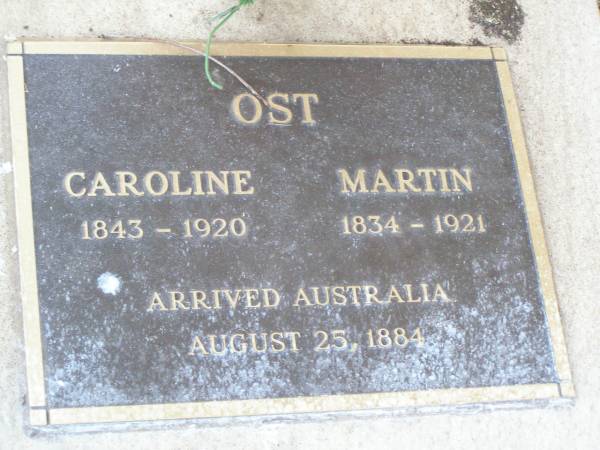 OST
CAROLINE MARTIN
1843 - 1920 1834 - 1921
ARRIVED AUSTRALIA
AUGUST 25, 1884